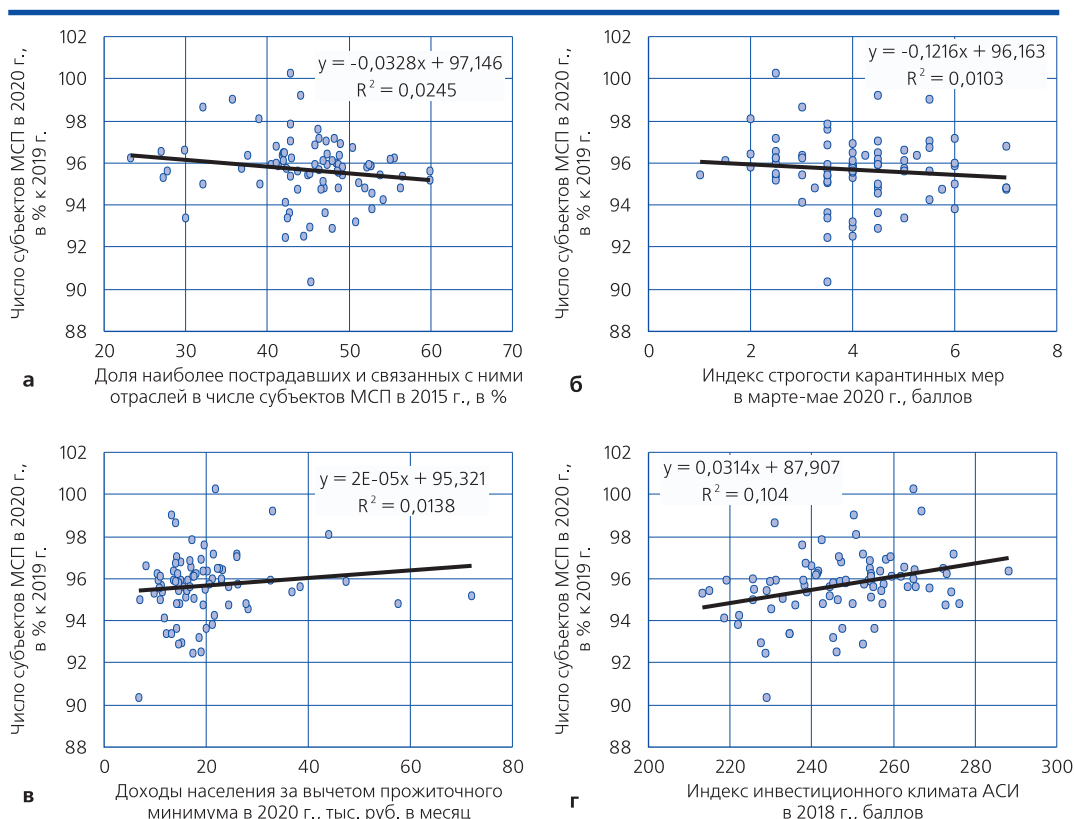 Число субъектов МСП в 2020 г.,
в % к 2019 г.
102
100
98
96
94
92
90
88
y = -0,0328x + 97,146
R² = 0,0245
20 30 40 50 60 70
а
Доля наиболее пострадавших и связанных с ними
отраслей в числе субъектов МСП в 2015 г., в %
Число субъектов МСП в 2020 г.,
в % к 2019 г.
102
100
98
96
94
92
90
88
y = -0,1216x + 96,163
R² = 0,0103
0 2 4 6 8
б
Индекс строгости карантинных мер
в марте-мае 2020 г., баллов
Число субъектов МСП в 2020 г.,
в % к 2019 г.
102
100
98
96
94
92
90
88
y = 2E-05x + 95,321
R² = 0,0138
0 20 40 60 80
в
Доходы населения за вычетом прожиточного
минимума в 2020 г., тыс. руб. в месяц
Число субъектов МСП в 2020 г.,
в % к 2019 г.
102
100
98
96
94
92
90
88
y = 0,0314x + 87,907
R² = 0,104
200 220 240 260 280 300
г
Индекс инвестиционного климата АСИ
в 2018 г., баллов